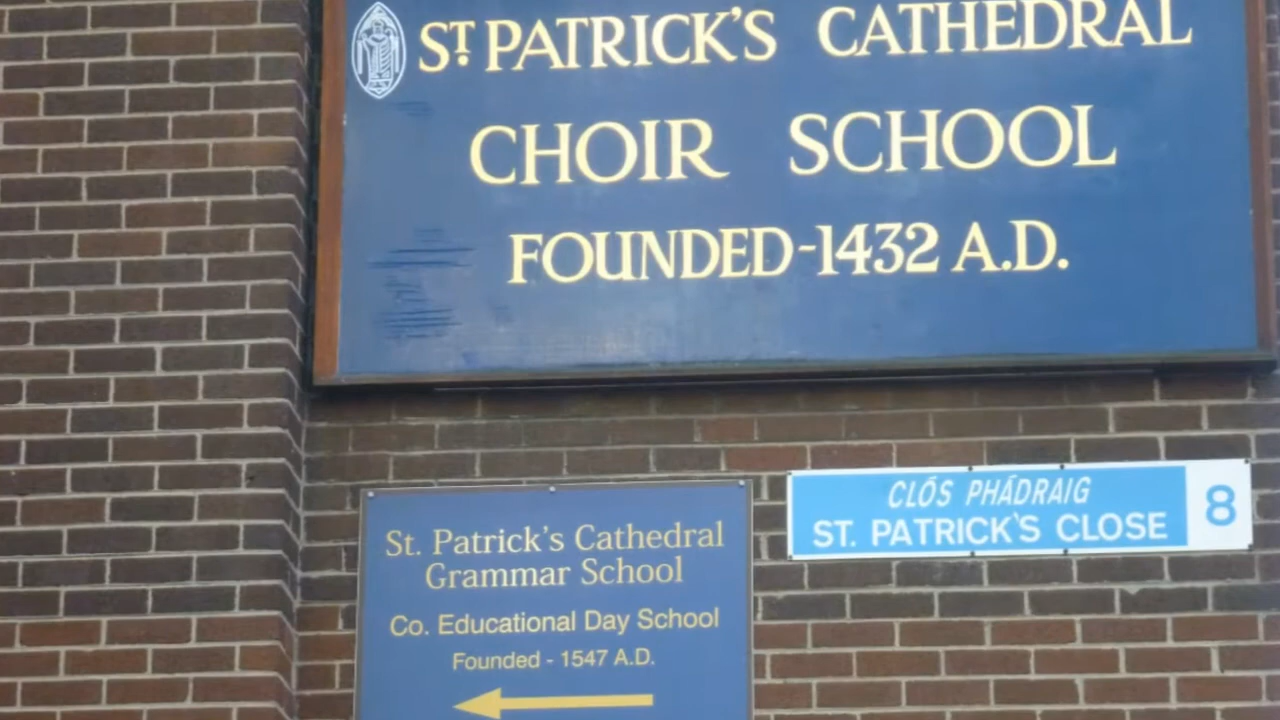 ST. PATRICK'S CATHEDRAL
CHOIR SCHOOL
FOUNDED-1432 A.D.
St. Patrick's Cathedral
Grammar School
Co. Educational Day School
Founded - 1547 A.D.
CLÓS PHÁDRAIG
ST. PATRICK'S CLOSE
8